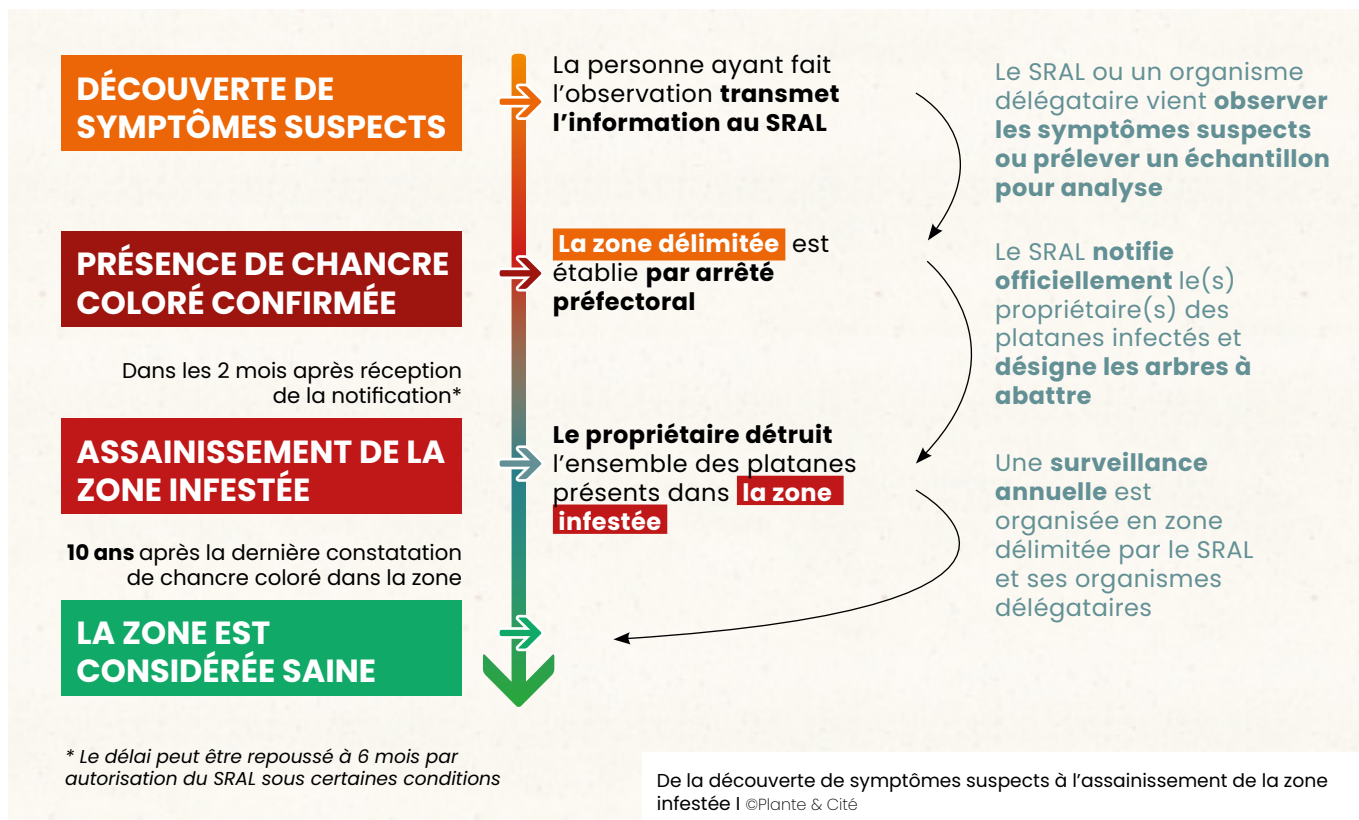 DÉCOUVERTE DE
SYMPTÔMES SUSPECTS
La personne ayant fait
l’observation transmet
l’information au SRAL
Le SRAL ou un organisme
délégataire vient observer
les symptômes suspects
ou prélever un échantillon
pour analyse
PRÉSENCE DE CHANCRE
COLORÉ CONFIRMÉE
La zone délimitée est
établie par arrêté
préfectoral
Le SRAL notifie
officiellement le(s)
propriétaire(s) des
platanes infectés et
désigne les arbres à
abattre
Dans les 2 mois après réception
de la notification*
ASSAINISSEMENT DE LA
ZONE INFESTÉE
Le propriétaire détruit
l’ensemble des platanes
présents dans la zone
infestée
Une surveillance
annuelle est
organisée en zone
délimitée par le SRAL
et ses organismes
délégataires
10 ans après la dernière constatation
de chancre coloré dans la zone
LA ZONE EST
CONSIDÉRÉE SAINE
* Le délai peut être repoussé à 6 mois par
autorisation du SRAL sous certaines conditions
De la découverte de symptômes suspects à l’assainissement de la zone
infestée I ©Plante & Cité